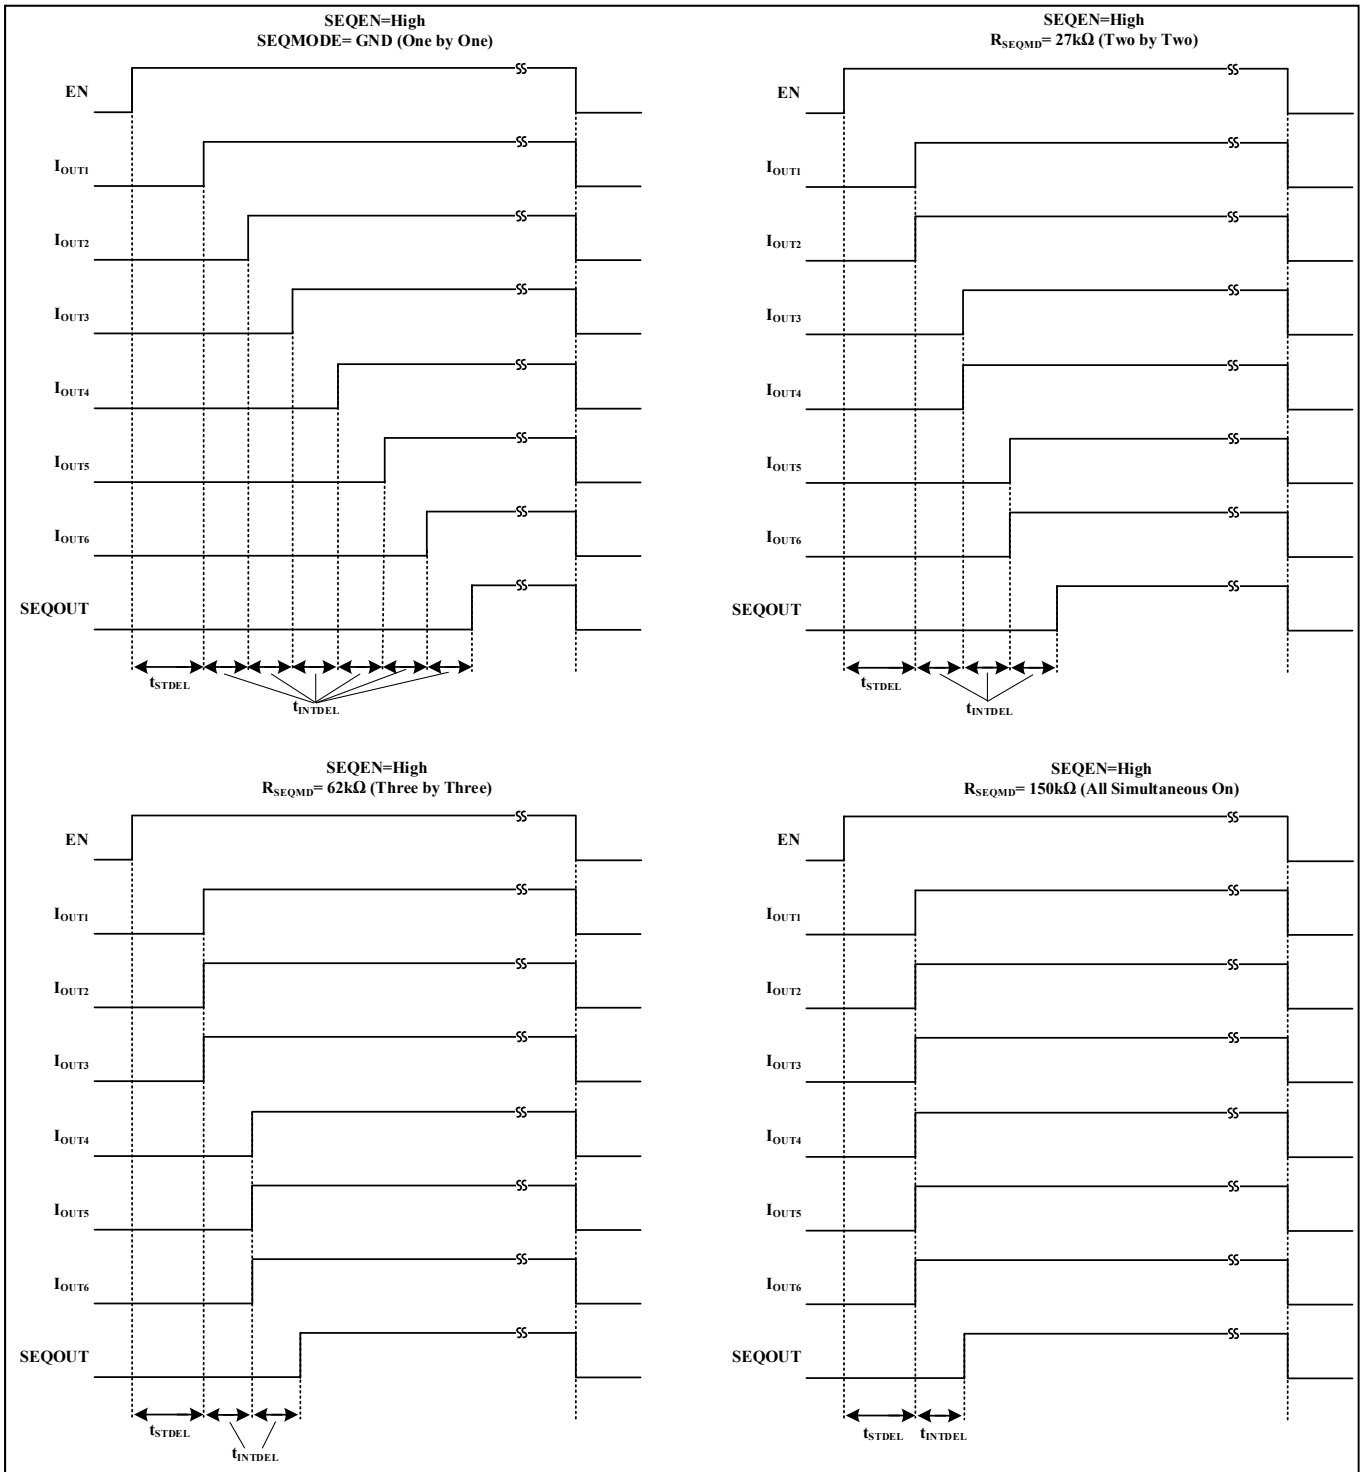 SEQEN=High
SEQMODE= GND (One by One)
EN
IOUT1
IOUT2
IOUT3
IOUT4
IOUT5
IOUT6
SEQOUT
tSTDEL
tINTDEL
SEQEN=High
RSEQMD= 27kΩ (Two by Two)
EN
IOUT1
IOUT2
IOUT3
IOUT4
IOUT5
IOUT6
SEQOUT
tSTDEL
tINTDEL
SEQEN=High
RSEQMD= 62kΩ (Three by Three)
EN
IOUT1
IOUT2
IOUT3
IOUT4
IOUT5
IOUT6
SEQOUT
tSTDEL
tINTDEL
SEQEN=High
RSEQMD= 150kΩ (All Simultaneous On)
EN
IOUT1
IOUT2
IOUT3
IOUT4
IOUT5
IOUT6
SEQOUT
tSTDEL
tINTDEL